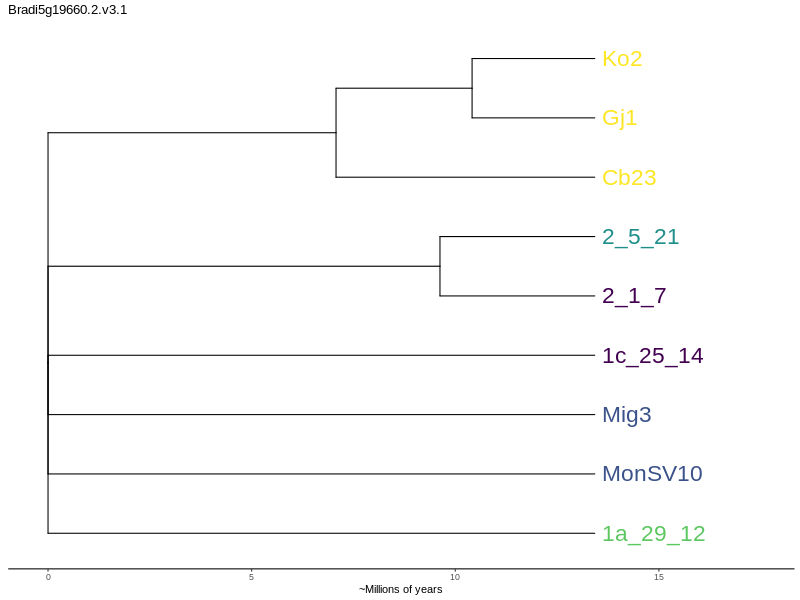 Bradi5g19660.2.v3.1
Ko2
Gj1
Cb23
2_5_21
2_1_7
1c_25_14
Mig3
MonSV10
1a_29_12
0 5 10 15
~Millions of years